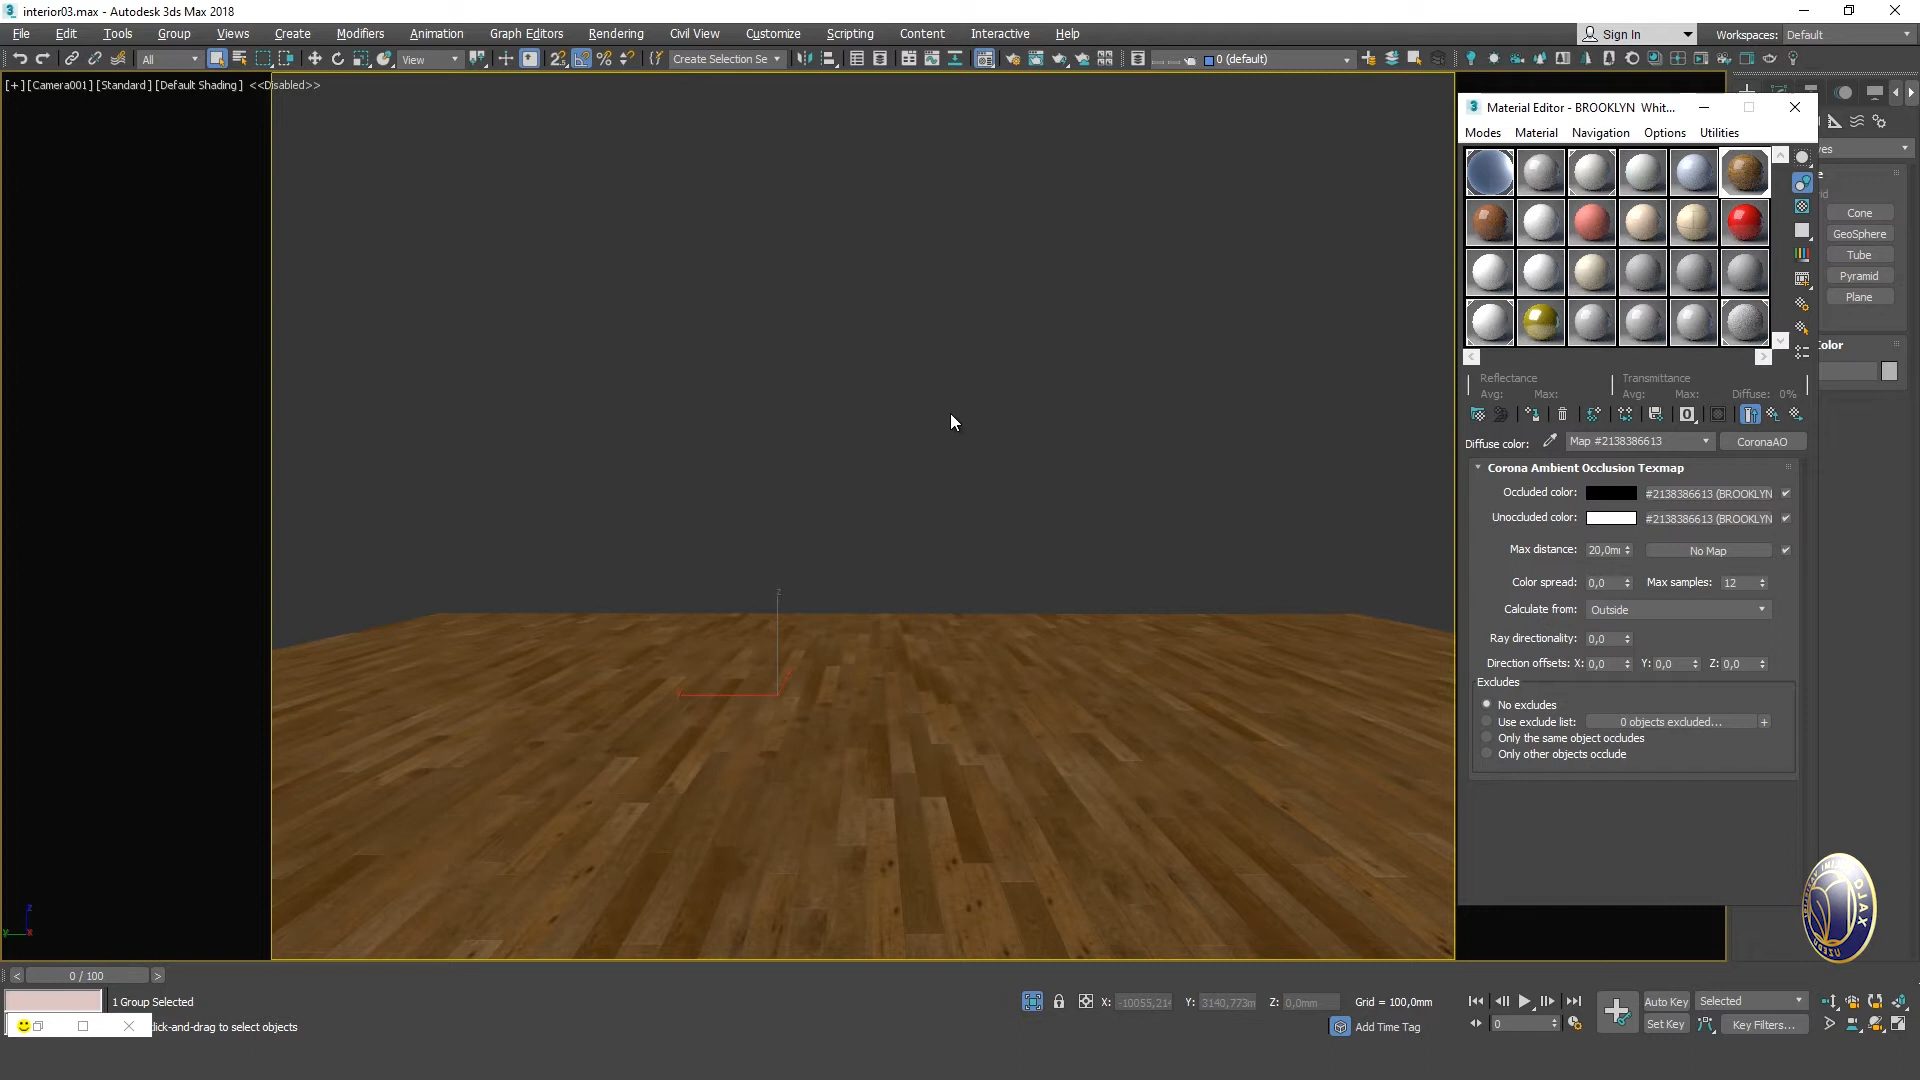 interior03.max - Autodesk 3ds Max 2018
File Edit Tools Group Views Create Modifiers Animation Graph Editors Rendering Civil View Customize Scripting Content Interactive Help
Sign In
Workspaces: Default
All
View
Create Selection Se
0 (default)
[+] [Camera001] [Standard] [Default Shading] <<Disabled>>
Material Editor - BROOKLYN Whit...
Modes Material Navigation Options Utilities
Cone
GeoSphere
Tube
Pyramid
Plane
Reflectance
Avg: Max:
Transmittance
Avg: Max: Diffuse: 0%
Diffuse color: Map #2138386613 CoronaAO
Corona Ambient Occlusion Texmap
Occluded color: #2138386613 (BROOKLYN
Unoccluded color: #2138386613 (BROOKLYN
Max distance: 20,0m No Map
Color spread: 0,0 Max samples: 12
Calculate from: Outside
Ray directionality: 0,0
Direction offsets: X: 0,0 Y: 0,0 Z: 0,0
Excludes
No excludes
Use exclude list: 0 objects excluded... +
Only the same object occludes
Only other objects occlude
z
0 / 100
1 Group Selected
click-and-drag to select objects
X: -10055,214 Y: 3140,773m Z: 0,0mm Grid = 100,0mm
Add Time Tag
0
Auto Key Selected
Set Key Key Filters...